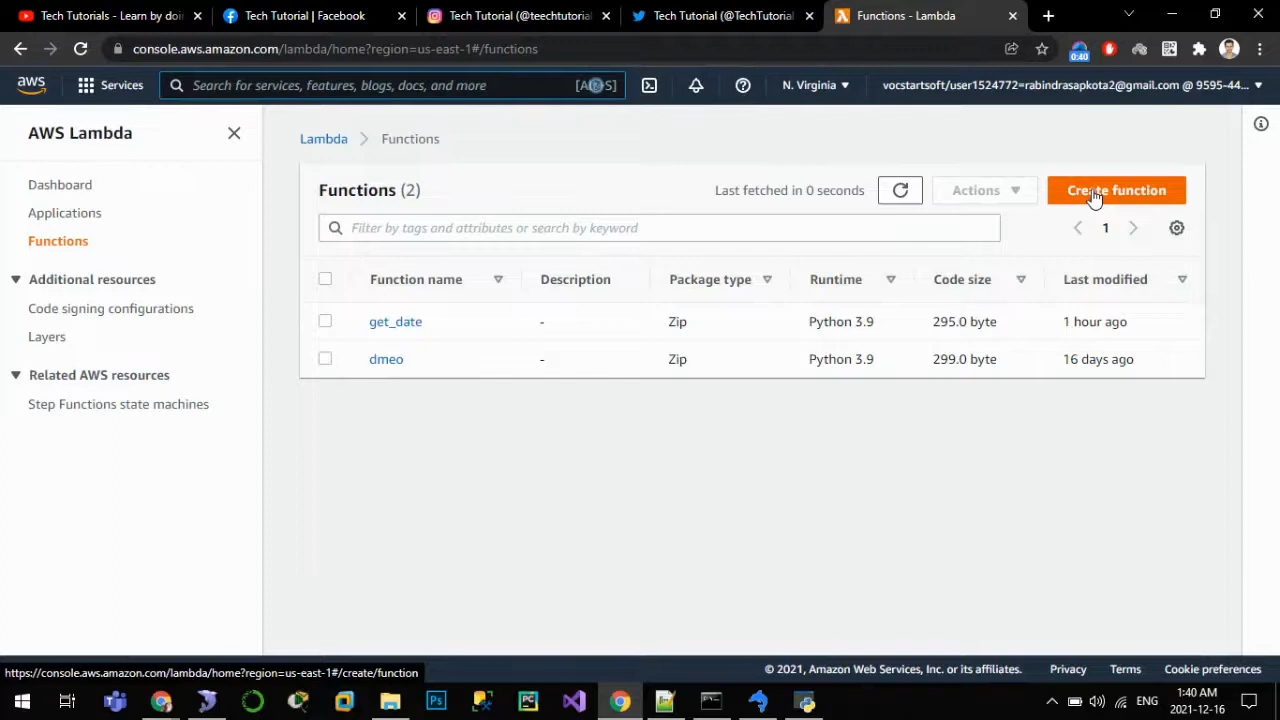 Tech Tutorials - Learn by doin
Tech Tutorial | Facebook
Tech Tutorial (@teechtutorial
Tech Tutorial (@TechTutorial
Functions - Lambda
console.aws.amazon.com/lambda/home?region=us-east-1#/functions
0:40
aws
Services
Search for services, features, blogs, docs, and more
N. Virginia
vocstartsoft/user1524772=rabindrasapkota2@gmail.com @ 9595-44...
AWS Lambda
Dashboard
Applications
Functions
Additional resources
Code signing configurations
Layers
Related AWS resources
Step Functions state machines
Lambda
Functions
Functions (2)
Last fetched in 0 seconds
Actions
Create function
Filter by tags and attributes or search by keyword
1
Function name
Description
Package type
Runtime
Code size
Last modified
get_date
-
Zip
Python 3.9
295.0 byte
1 hour ago
dmeo
-
Zip
Python 3.9
299.0 byte
16 days ago
https://console.aws.amazon.com/lambda/home?region=us-east-1#/create/function
© 2021, Amazon Web Services, Inc. or its affiliates.
Privacy
Terms
Cookie preferences
Ps
PC
ENG
1:40 AM
2021-12-16